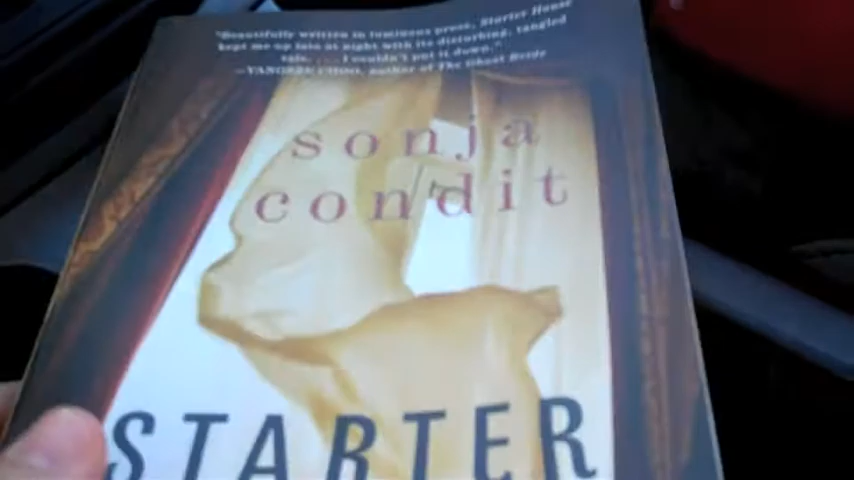 "Beautifully written in luminous prose, Starter House
kept me up late at night with its disturbing, tangled
tale. . . . I couldn't put it down."
—YANGSZE CHOO, author of The Ghost Bride
sonja
condit
STARTER